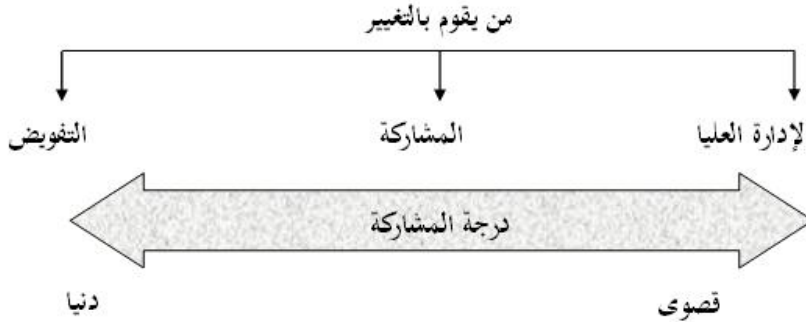 من يقوم بالتغيير
لإدارة العليا
المشاركة
التفويض
درجة المشاركة
قصوى
دنيا